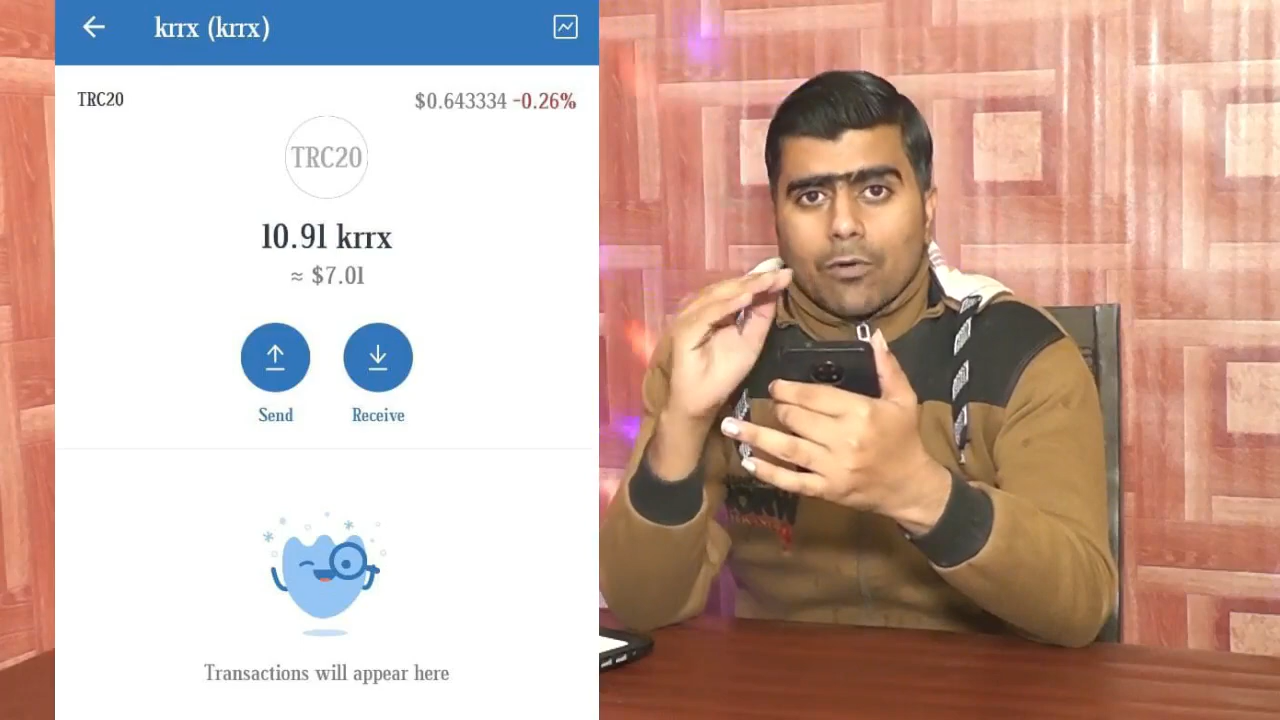 krrx (krrx)
TRC20
$0.643334 -0.26%
TRC20
10.91 krrx
≈ $7.01
Send
Receive
Transactions will appear here